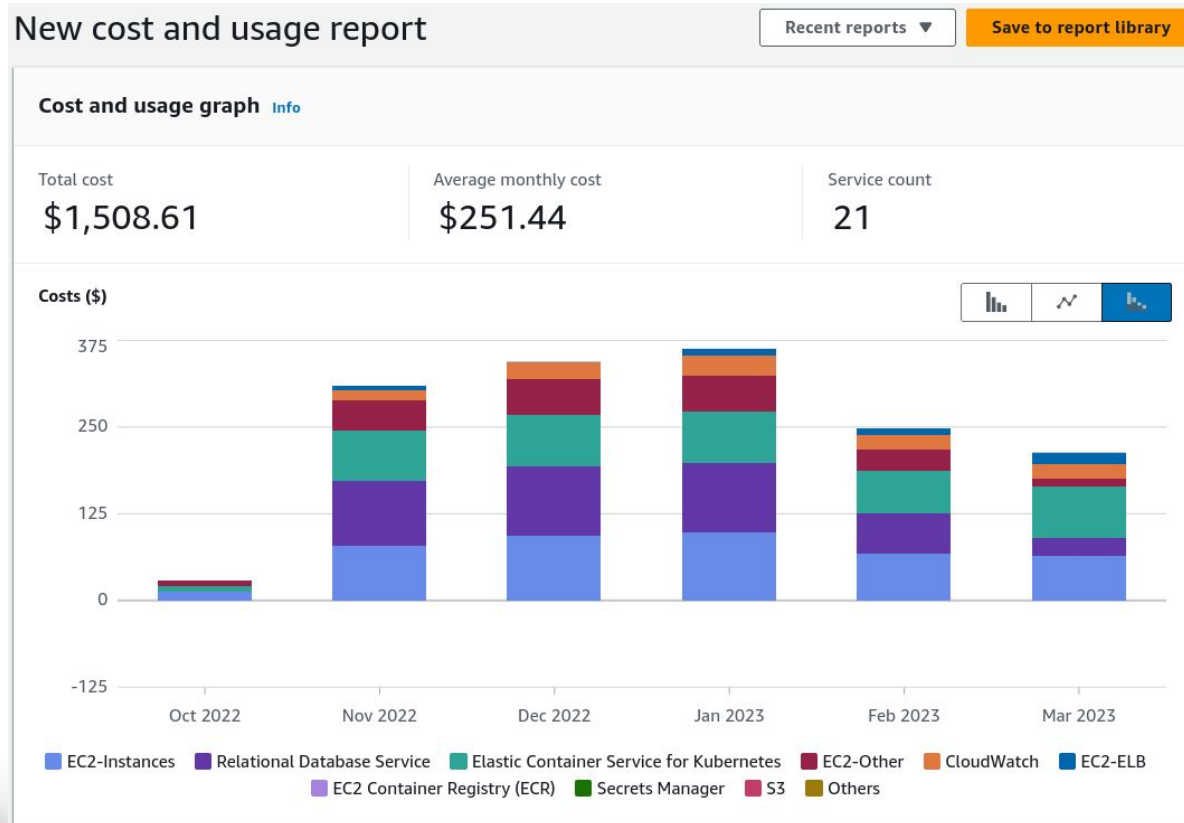 New cost and usage report
Recent reports ▼
Save to report library
Cost and usage graph Info
Total cost
$1,508.61
Average monthly cost
$251.44
Service count
21
Costs ($)
375
250
125
0
-125
Oct 2022 Nov 2022 Dec 2022 Jan 2023 Feb 2023 Mar 2023
EC2-Instances Relational Database Service Elastic Container Service for Kubernetes EC2-Other CloudWatch EC2-ELB
EC2 Container Registry (ECR) Secrets Manager S3 Others